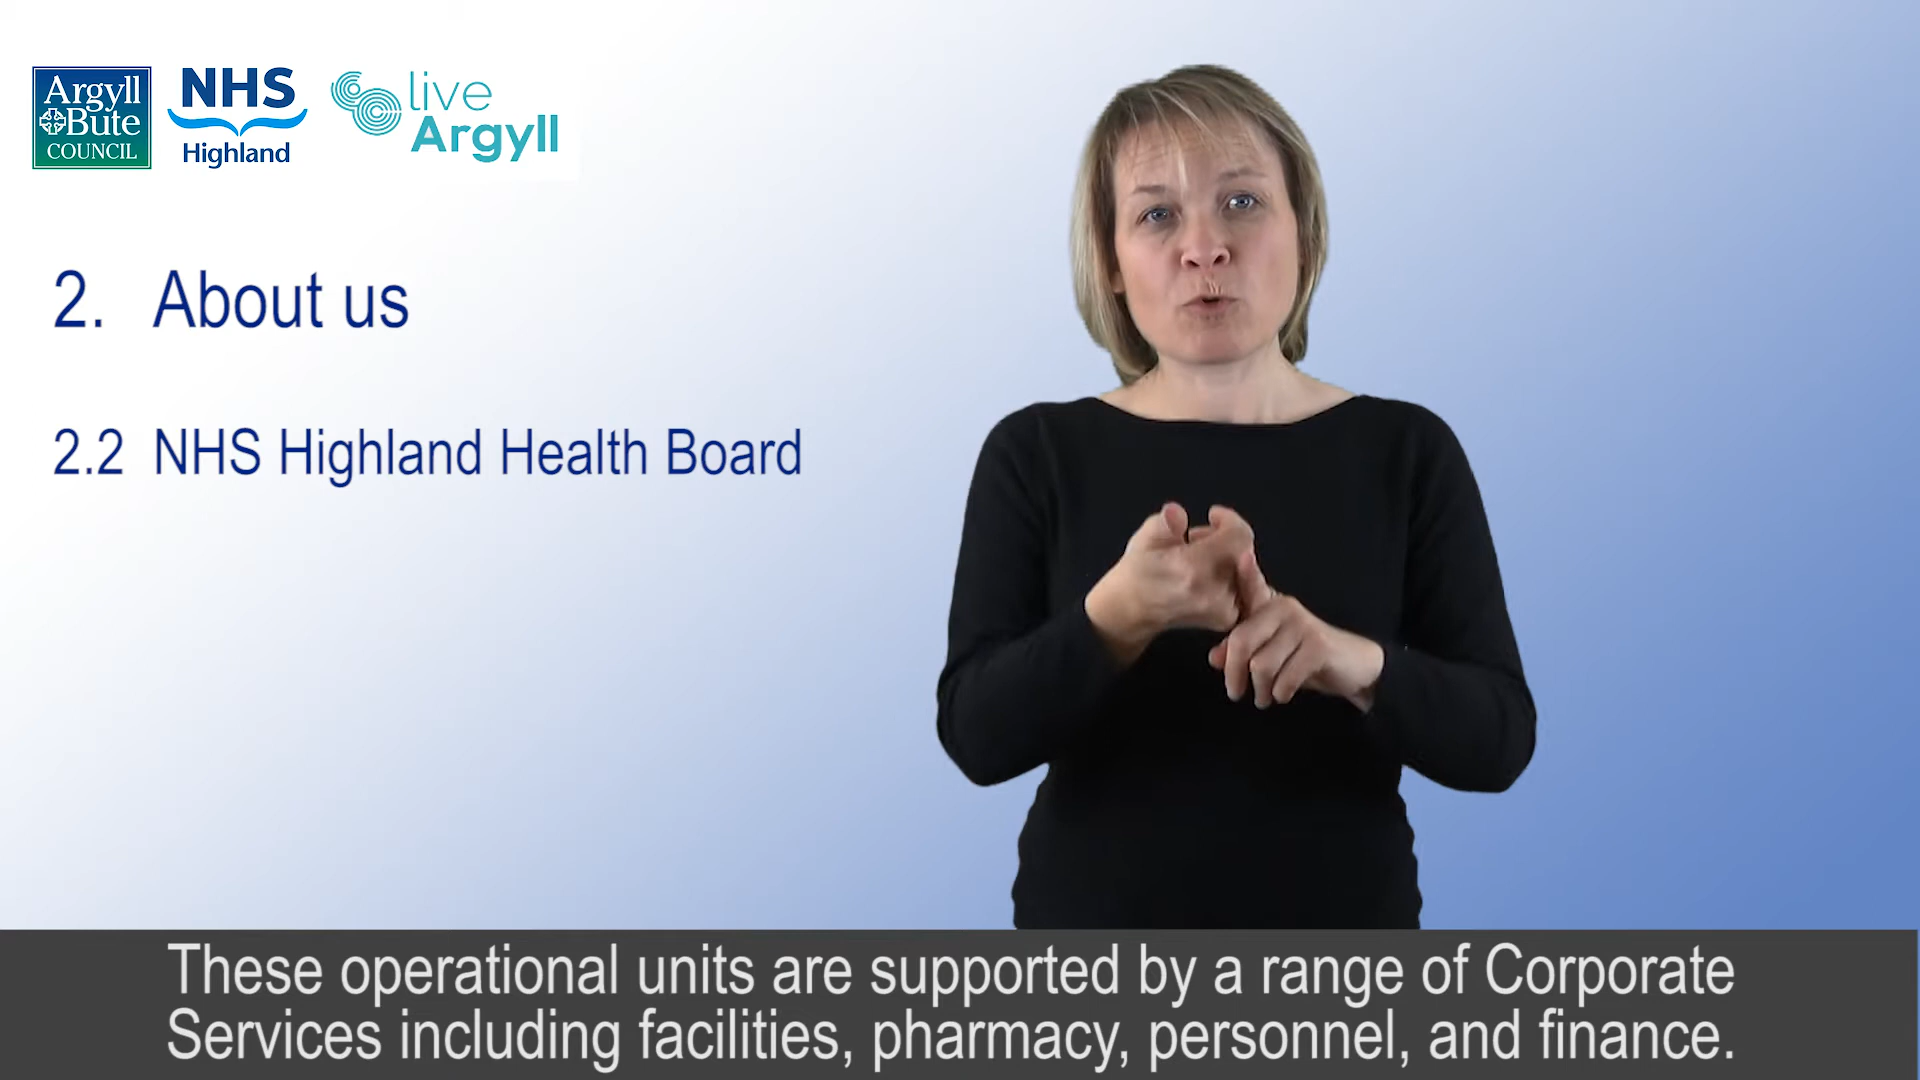 Argyll
Bute
COUNCIL
NHS
Highland
live
Argyll
2. About us
2.2 NHS Highland Health Board
These operational units are supported by a range of Corporate
Services including facilities, pharmacy, personnel, and finance.